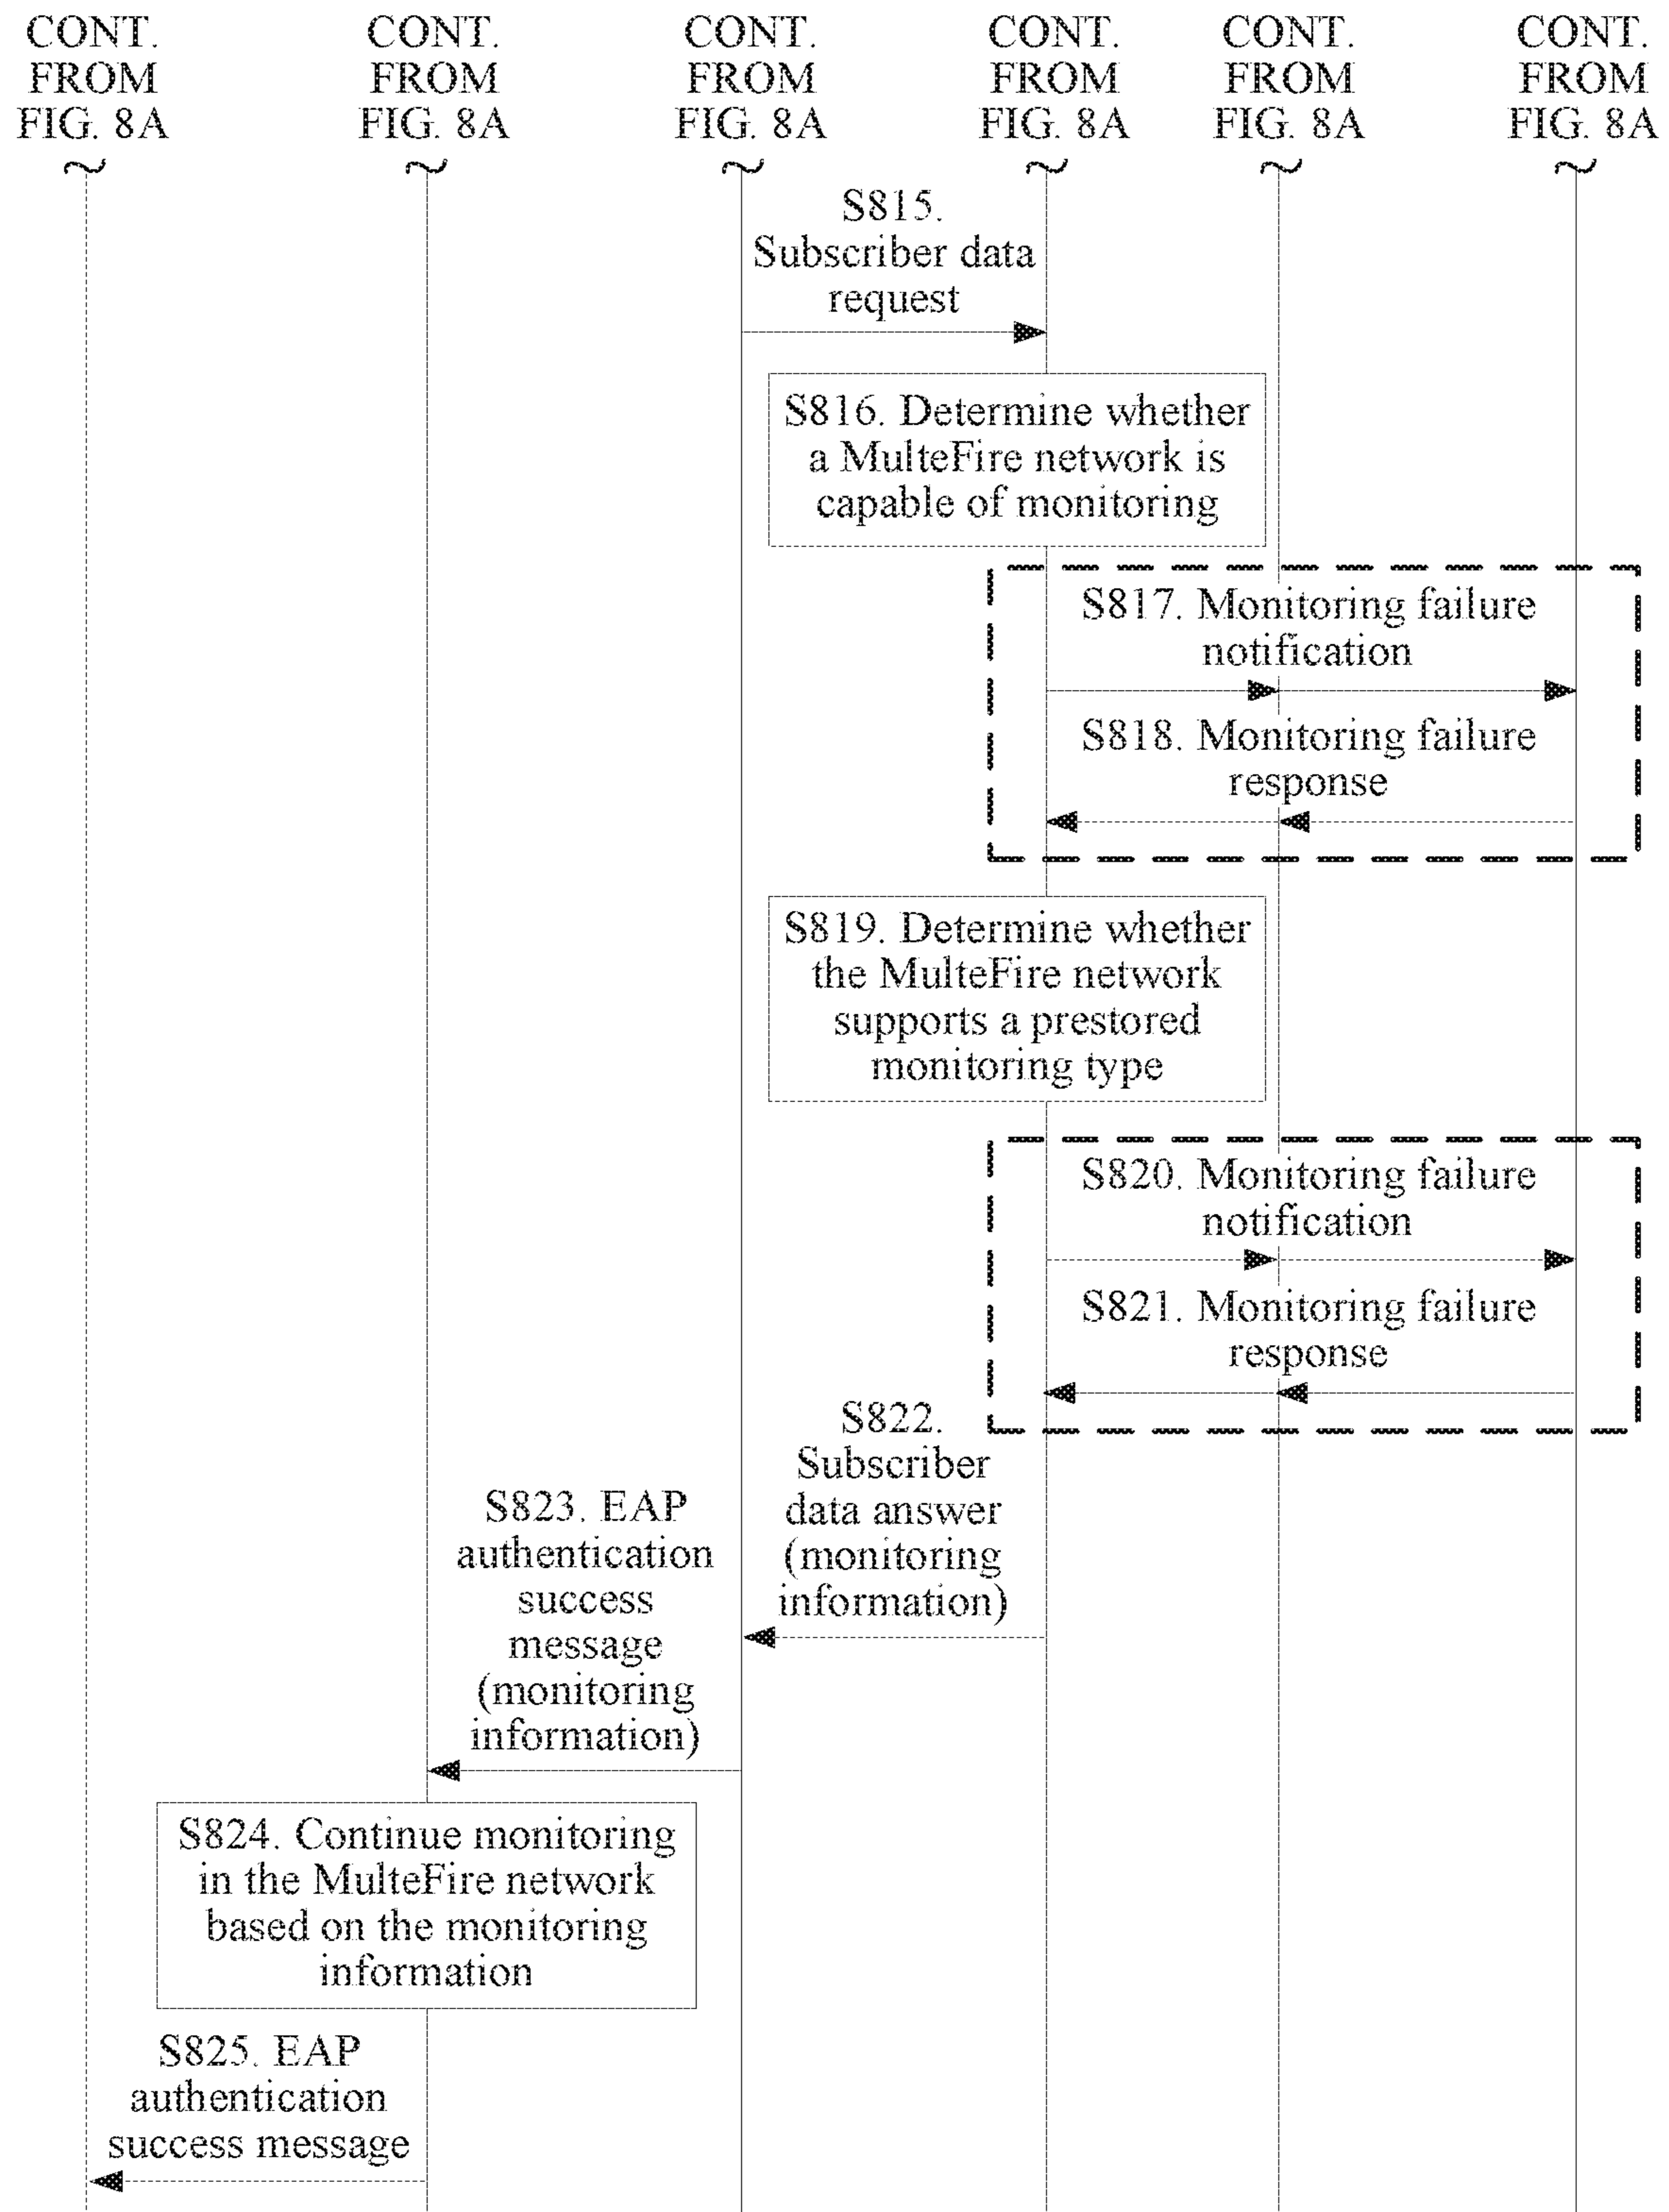 CONT.
FROM
FIG. 8A
CONT.
FROM
FIG. 8A
CONT.
FROM
FIG. 8A
CONT.
FROM
FIG. 8A
CONT.
FROM
FIG. 8A
CONT.
FROM
FIG. 8A
S815.
Subscriber data
request
S816. Determine whether
a MulteFire network is
capable of monitoring
S817. Monitoring failure
notification
S818. Monitoring failure
response
S819. Determine whether
the MulteFire network
supports a prestored
monitoring type
S820. Monitoring failure
notification
S821. Monitoring failure
response
S822.
Subscriber
data answer
(monitoring
information)
S823. EAP
authentication
success
message
(monitoring
information)
S824. Continue monitoring
in the MulteFire network
based on the monitoring
information
S825. EAP
authentication
success message